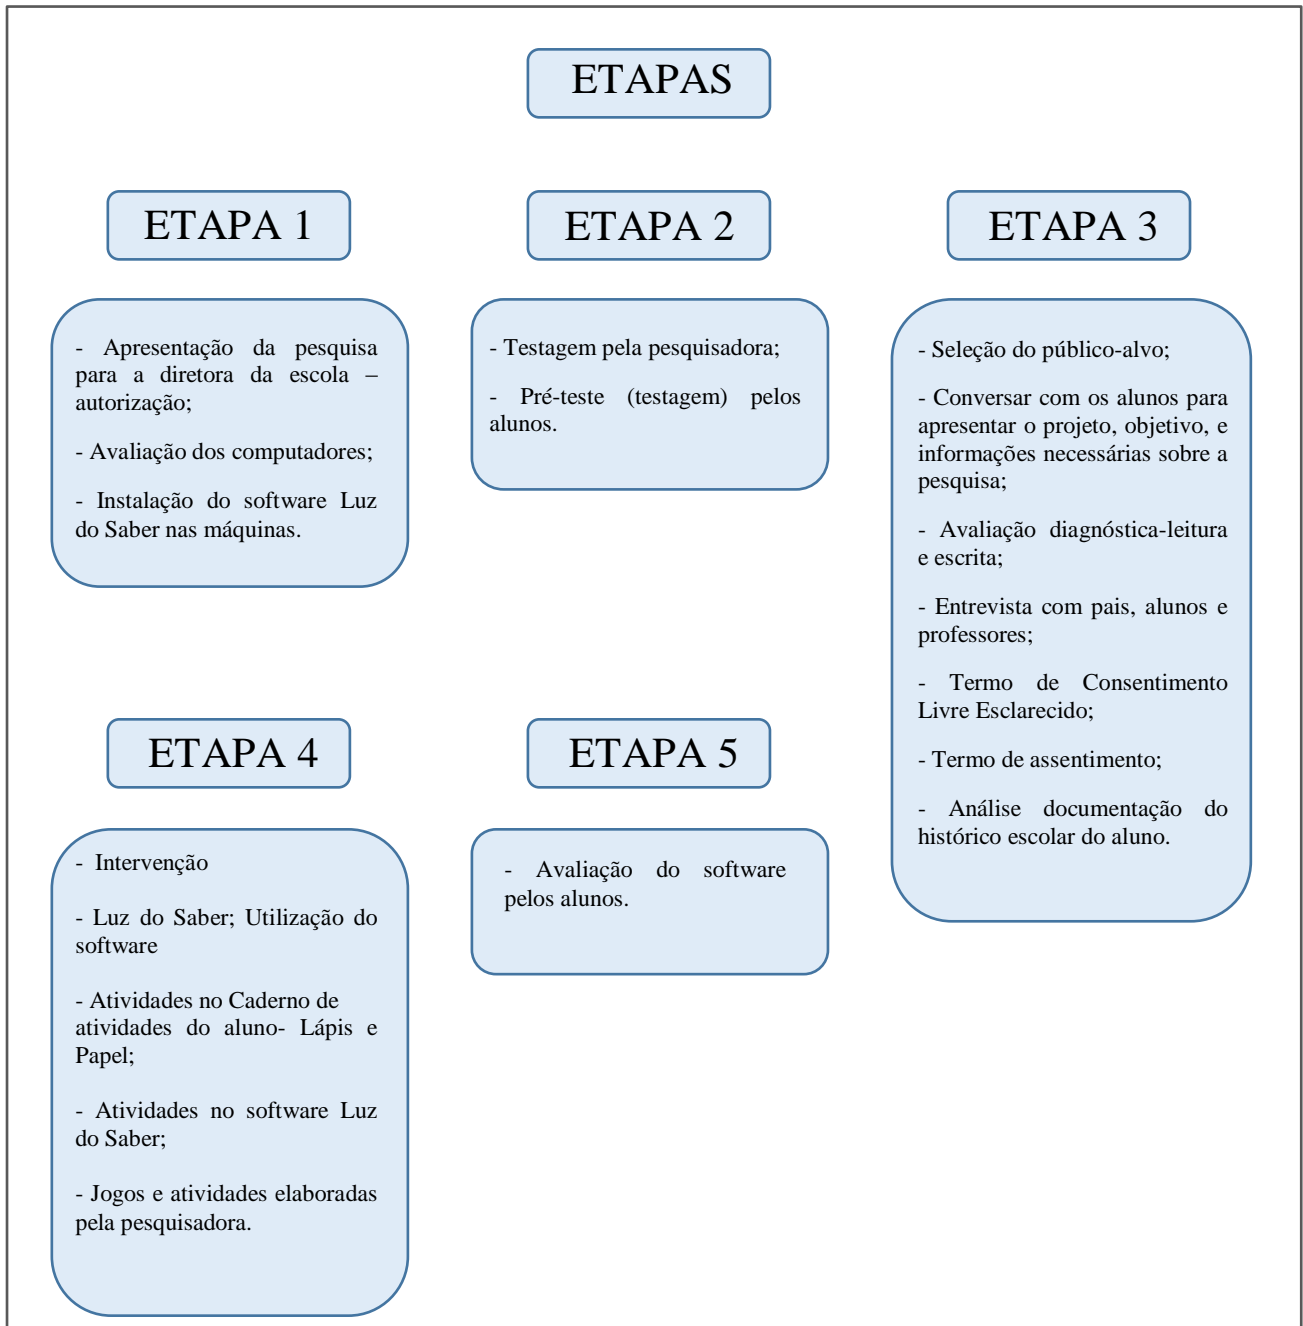 ETAPAS
ETAPA 1
- Apresentação da pesquisa
para a diretora da escola –
autorização;
- Avaliação dos computadores;
- Instalação do software Luz
do Saber nas máquinas.
ETAPA 2
- Testagem pela pesquisadora;
- Pré-teste (testagem) pelos
alunos.
ETAPA 3
- Seleção do público-alvo;
- Conversar com os alunos para
apresentar o projeto, objetivo, e
informações necessárias sobre a
pesquisa;
- Avaliação diagnóstica-leitura
e escrita;
- Entrevista com pais, alunos e
professores;
- Termo de Consentimento
Livre Esclarecido;
- Termo de assentimento;
- Análise documentação do
histórico escolar do aluno.
ETAPA 4
- Intervenção
- Luz do Saber; Utilização do
software
- Atividades no Caderno de
atividades do aluno- Lápis e
Papel;
- Atividades no software Luz
do Saber;
- Jogos e atividades elaboradas
pela pesquisadora.
ETAPA 5
- Avaliação do software
pelos alunos.